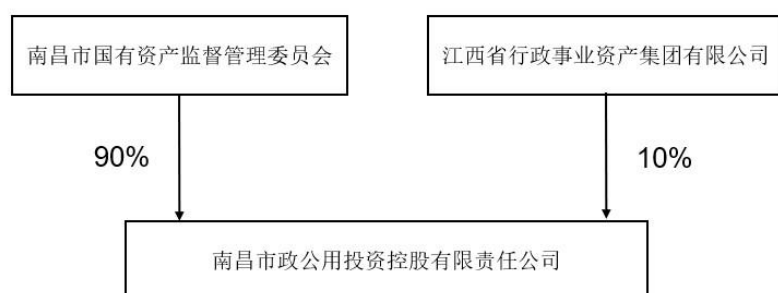 南昌市国有资产监督管理委员会
江西省行政事业资产集团有限公司
90%
10%
南昌市政公用投资控股有限责任公司